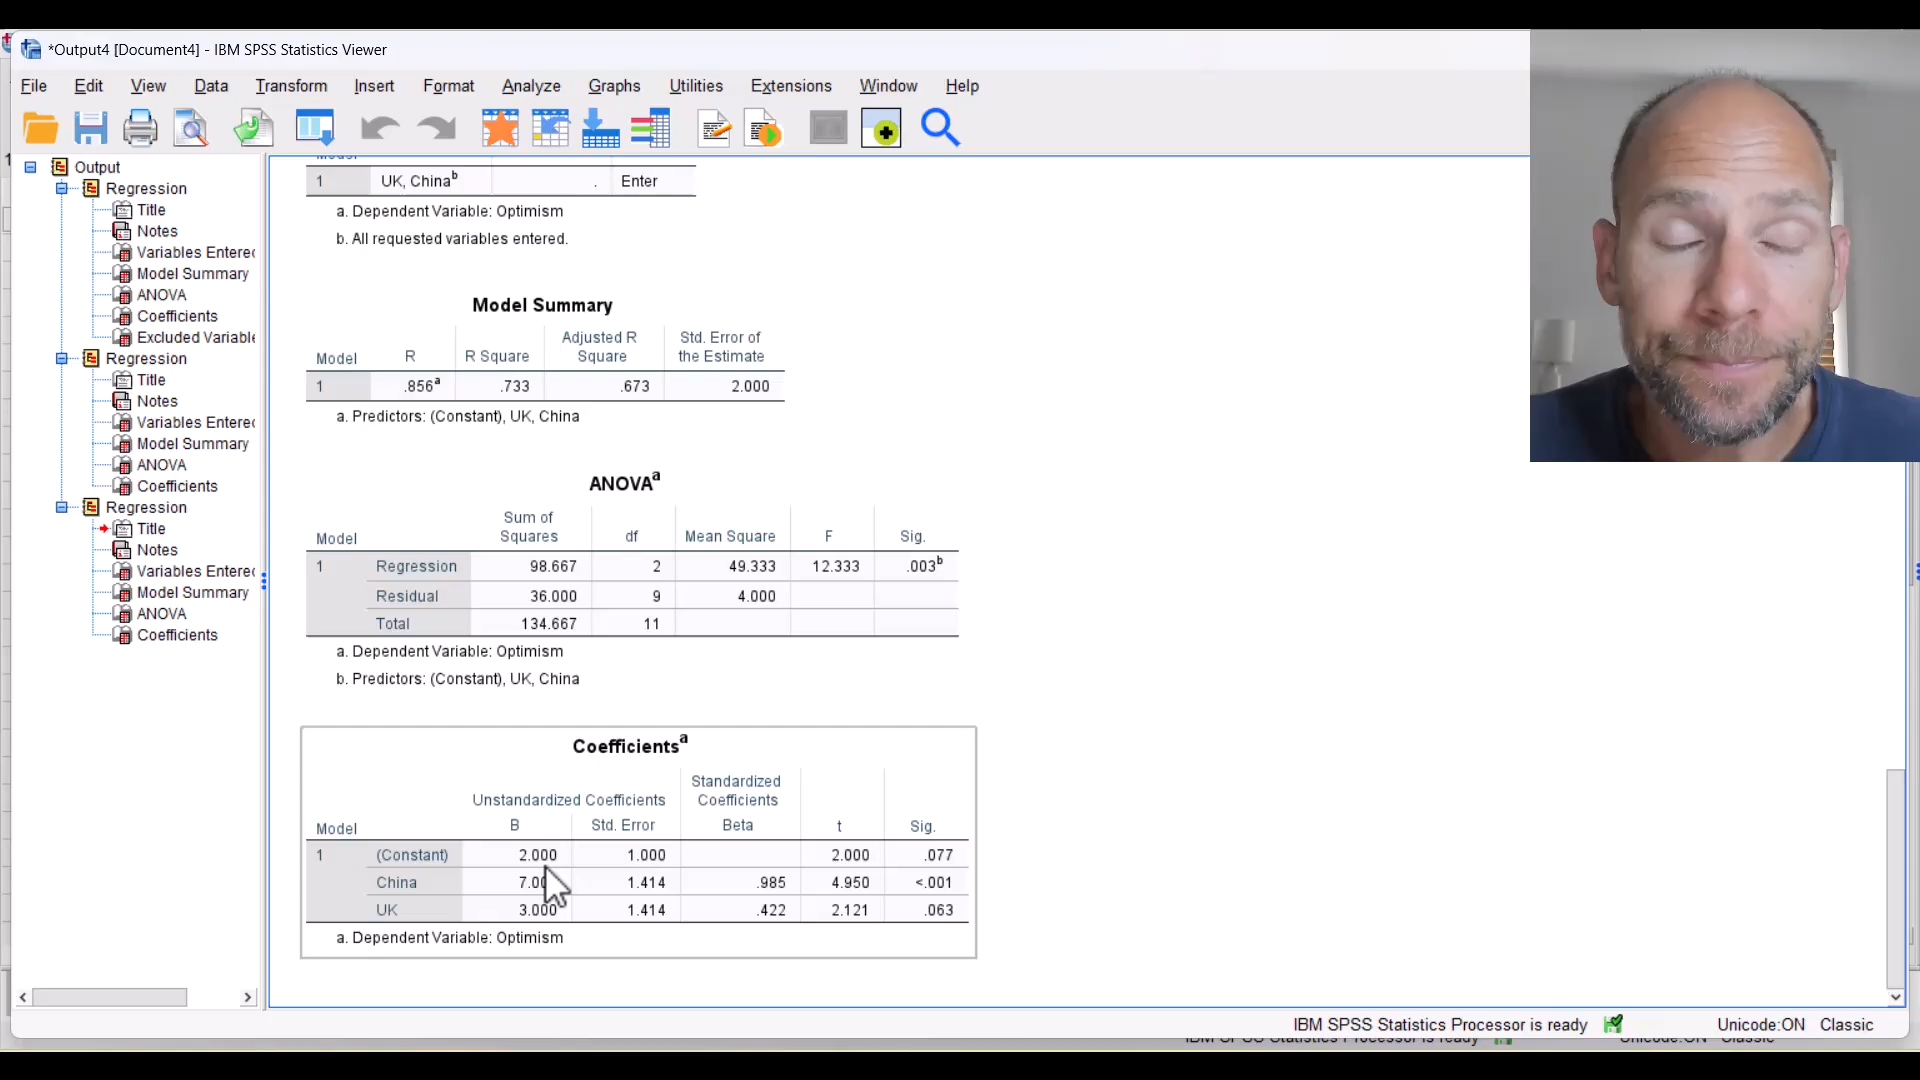 *Output4 [Document4] - IBM SPSS Statistics Viewer
File Edit View Data Transform Insert Format Analyze Graphs Utilities Extensions Window Help
Output
Regression
Title
Notes
Variables Entered
Model Summary
ANOVA
Coefficients
Excluded Variable
Regression
Title
Notes
Variables Entered
Model Summary
ANOVA
Coefficients
Regression
Title
Notes
Variables Entered
Model Summary
ANOVA
Coefficients
1 UK, Chinab . Enter
a. Dependent Variable: Optimism
b. All requested variables entered.
Model Summary
Model R R Square Adjusted R Square Std. Error of the Estimate
1 .856a .733 .673 2.000
a. Predictors: (Constant), UK, China
ANOVAa
Model Sum of Squares df Mean Square F Sig.
1 Regression 98.667 2 49.333 12.333 .003b
Residual 36.000 9 4.000
Total 134.667 11
a. Dependent Variable: Optimism
b. Predictors: (Constant), UK, China
Coefficientsa
Unstandardized Coefficients Standardized Coefficients
Model B Std. Error Beta t Sig.
1 (Constant) 2.000 1.000 2.000 .077
China 7.00 1.414 .985 4.950 <.001
UK 3.000 1.414 .422 2.121 .063
a. Dependent Variable: Optimism
IBM SPSS Statistics Processor is ready Unicode:ON Classic